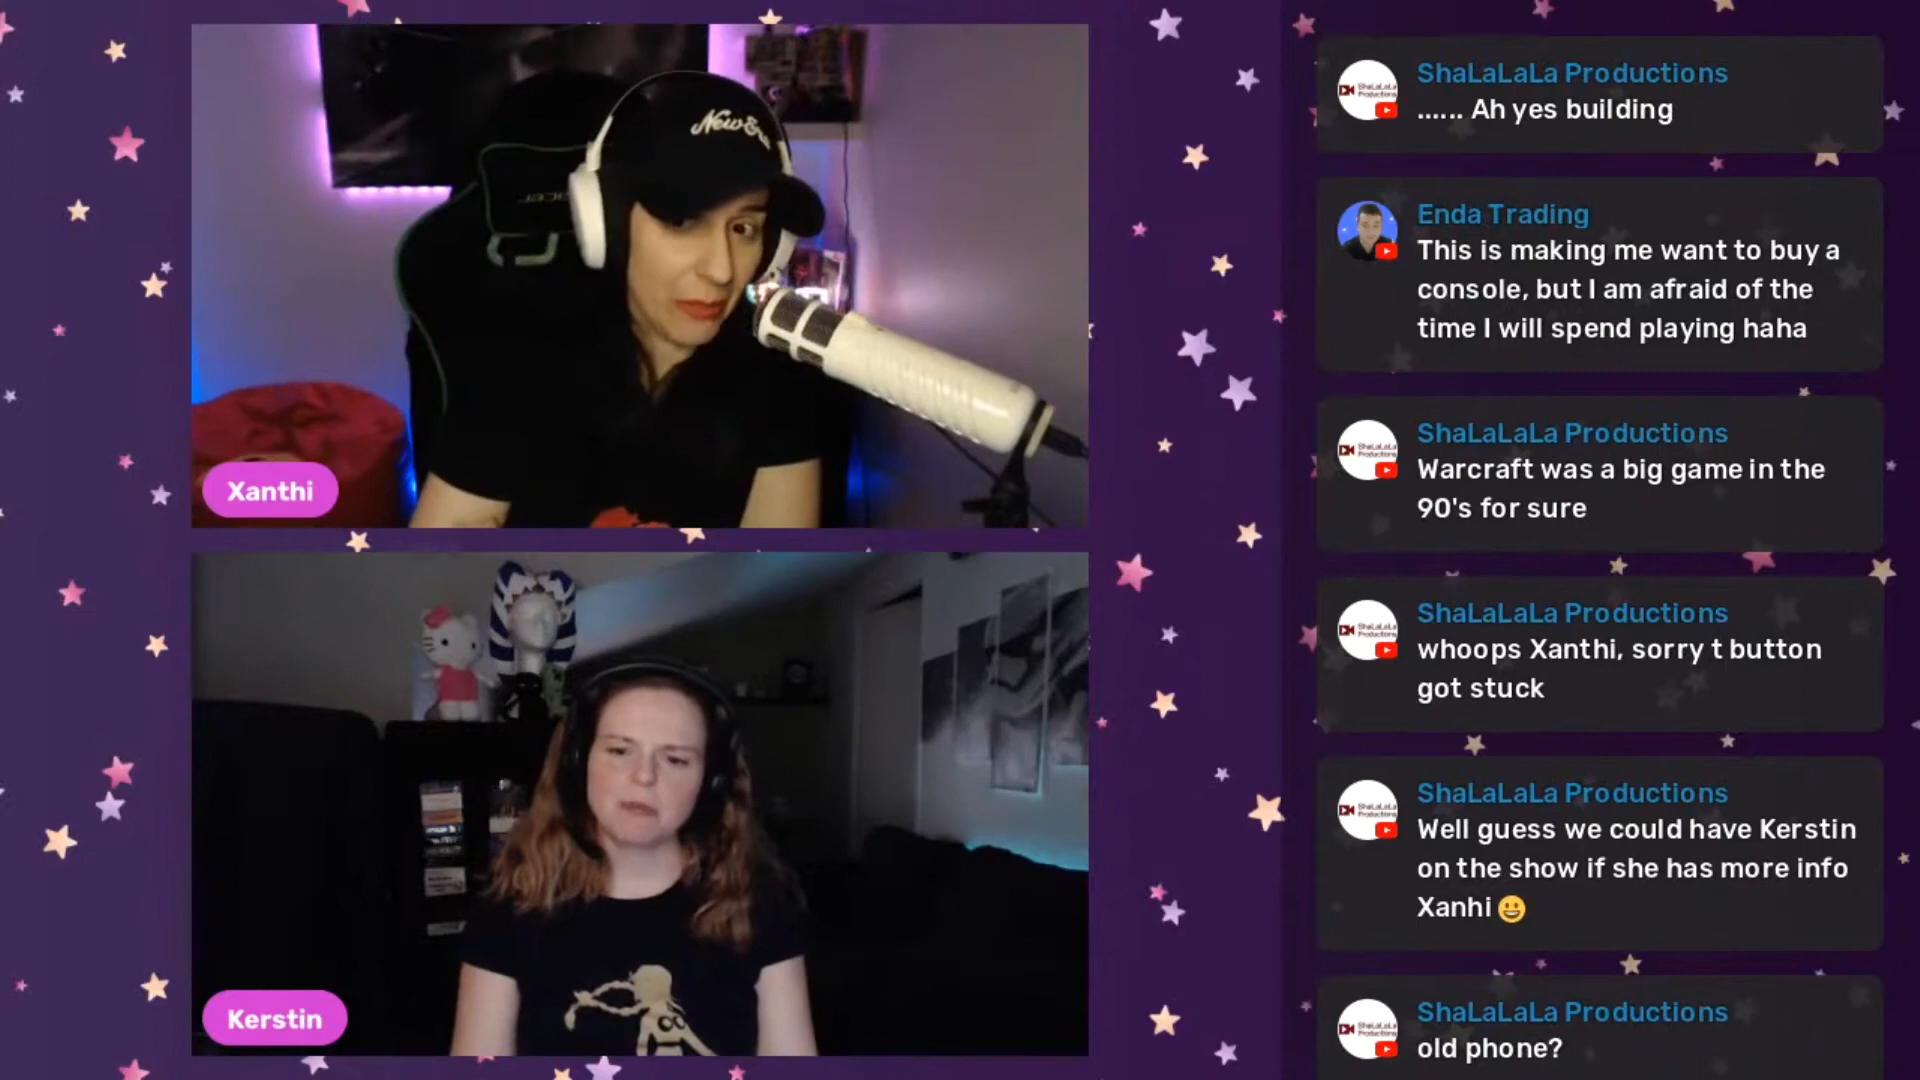 New Era
acer
Xanthi
Kerstin
ShaLaLaLa Productions
...... Ah yes building
Enda Trading
This is making me want to buy a
console, but I am afraid of the
time I will spend playing haha
ShaLaLaLa Productions
Warcraft was a big game in the
90's for sure
ShaLaLaLa Productions
whoops Xanthi, sorry t button
got stuck
ShaLaLaLa Productions
Well guess we could have Kerstin
on the show if she has more info
Xanhi 😀
ShaLaLaLa Productions
old phone?